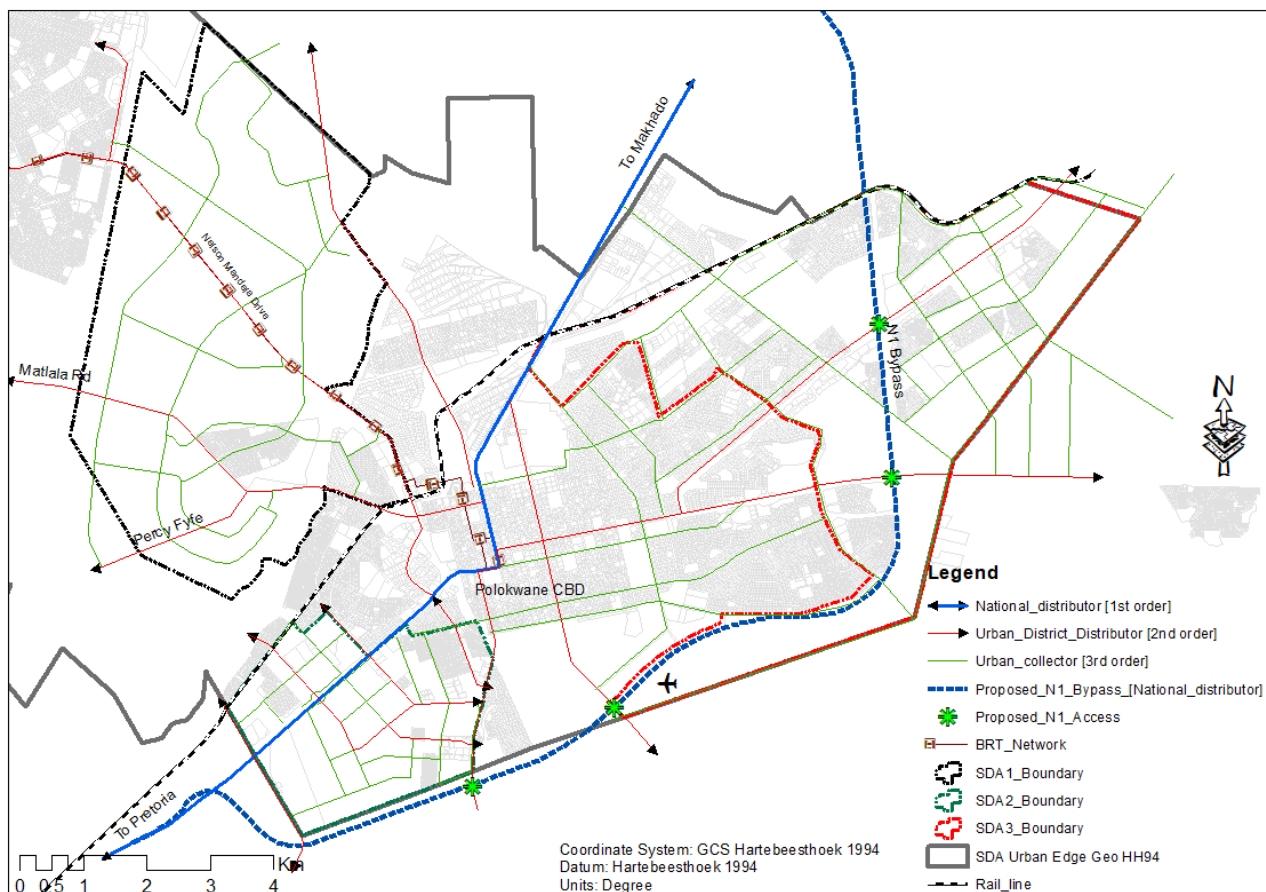 To Makhado
Nelson Mandela Drive
N1 Bypass
Matlala Rd
N
Percy Fyfe
Polokwane CBD
To Pretoria
Legend
National_distributor [1st order]
Urban_District_Distributor [2nd order]
Urban_collector [3rd order]
Proposed_N1_Bypass_[National_distributor]
Proposed_N1_Access
BRT_Network
SDA1_Boundary
SDA2_Boundary
SDA3_Boundary
SDA Urban Edge Geo HH94
Rail_line
Coordinate System: GCS Hartebeesthoek 1994
Datum: Hartebeesthoek 1994
Units: Degree
Km
0 0.5 1 2 3 4